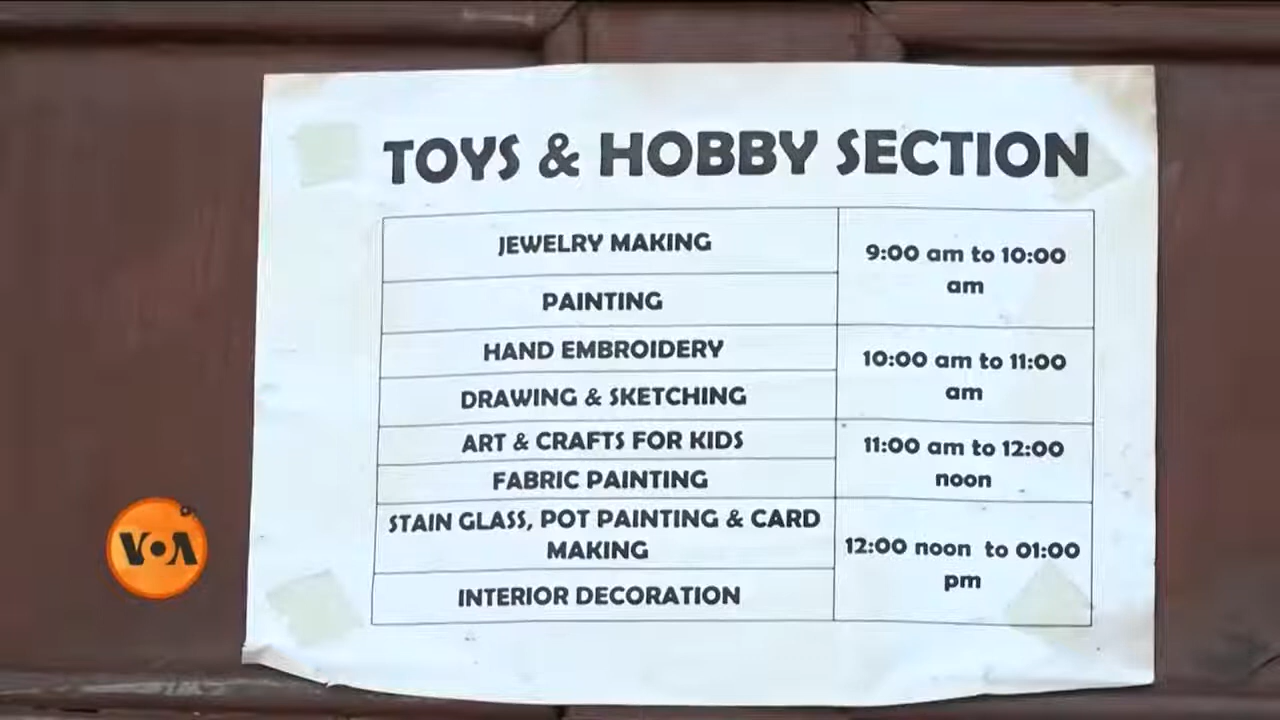 TOYS & HOBBY SECTION
JEWELRY MAKING
9:00 am to 10:00
am
PAINTING
HAND EMBROIDERY
10:00 am to 11:00
am
DRAWING & SKETCHING
ART & CRAFTS FOR KIDS
11:00 am to 12:00
noon
FABRIC PAINTING
STAIN GLASS, POT PAINTING & CARD
MAKING
12:00 noon to 01:00
pm
INTERIOR DECORATION
VOA